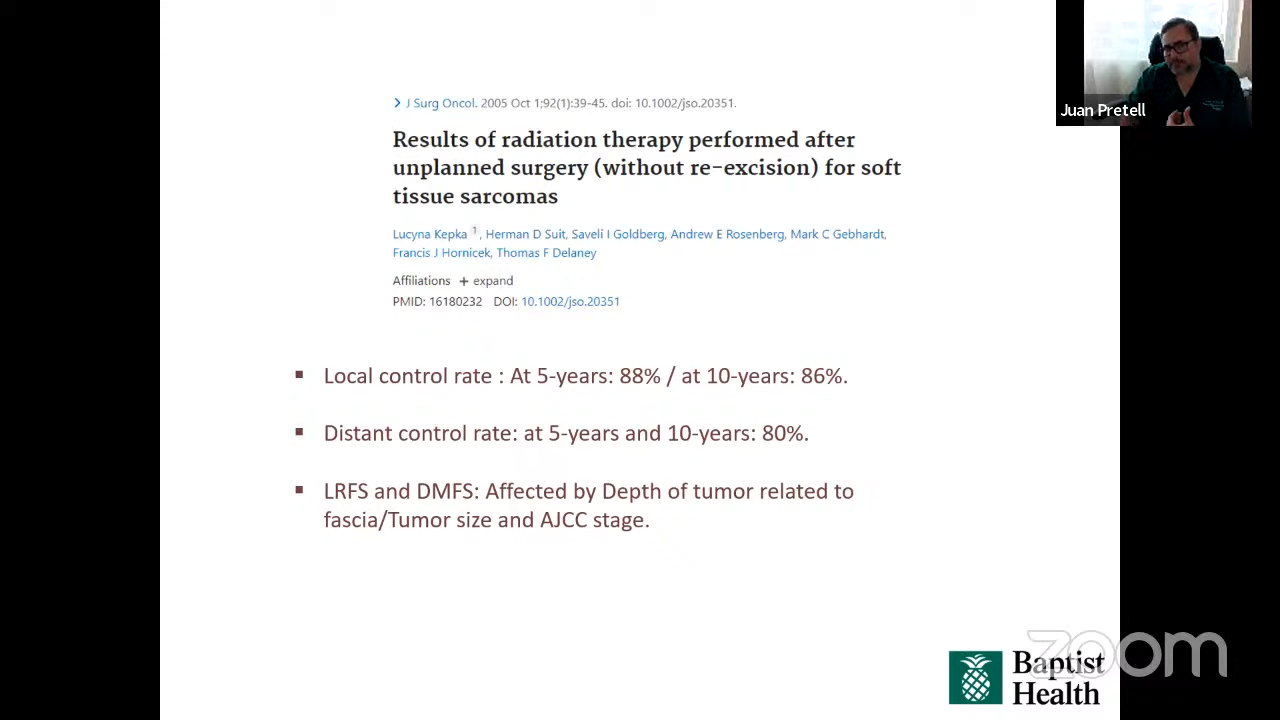 Juan Pretell
J Surg Oncol. 2005 Oct 1;92(1):39-45. doi: 10.1002/jso.20351.
Results of radiation therapy performed after
unplanned surgery (without re-excision) for soft
tissue sarcomas
Lucyna Kepka 1, Herman D Suit, Saveli I Goldberg, Andrew E Rosenberg, Mark C Gebhardt,
Francis J Hornicek, Thomas F Delaney
Affiliations + expand
PMID: 16180232 DOI: 10.1002/jso.20351
▪ Local control rate : At 5-years: 88% / at 10-years: 86%.
▪ Distant control rate: at 5-years and 10-years: 80%.
▪ LRFS and DMFS: Affected by Depth of tumor related to
fascia/Tumor size and AJCC stage.
zoom
Baptist
Health